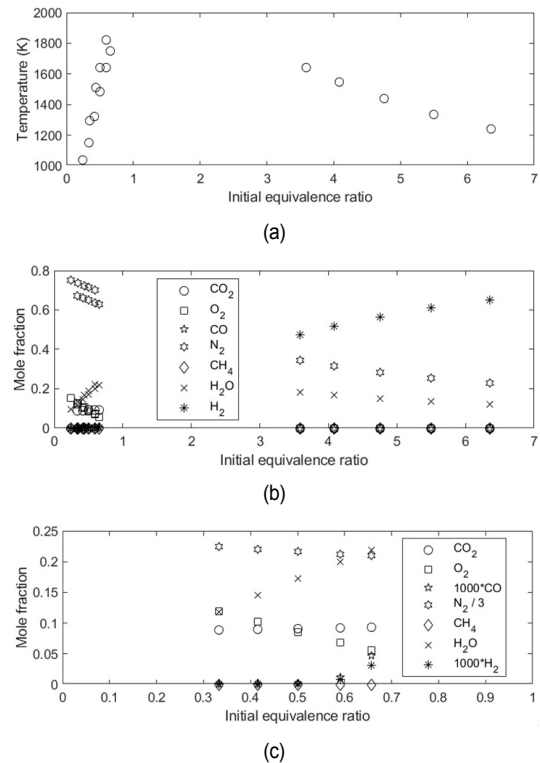 Temperature (K)
2000
1800
1600
1400
1200
1000
0 1 2 3 4 5 6 7
Initial equivalence ratio
(a)
Mole fraction
0.8
0.6
0.4
0.2
0
CO2
O2
CO
N2
CH4
H2O
H2
0 1 2 3 4 5 6 7
Initial equivalence ratio
(b)
Mole fraction
0.25
0.2
0.15
0.1
0.05
0
CO2
O2
1000*CO
N2 / 3
CH4
H2O
1000*H2
0 0.1 0.2 0.3 0.4 0.5 0.6 0.7 0.8 0.9 1
Initial equivalence ratio
(c)